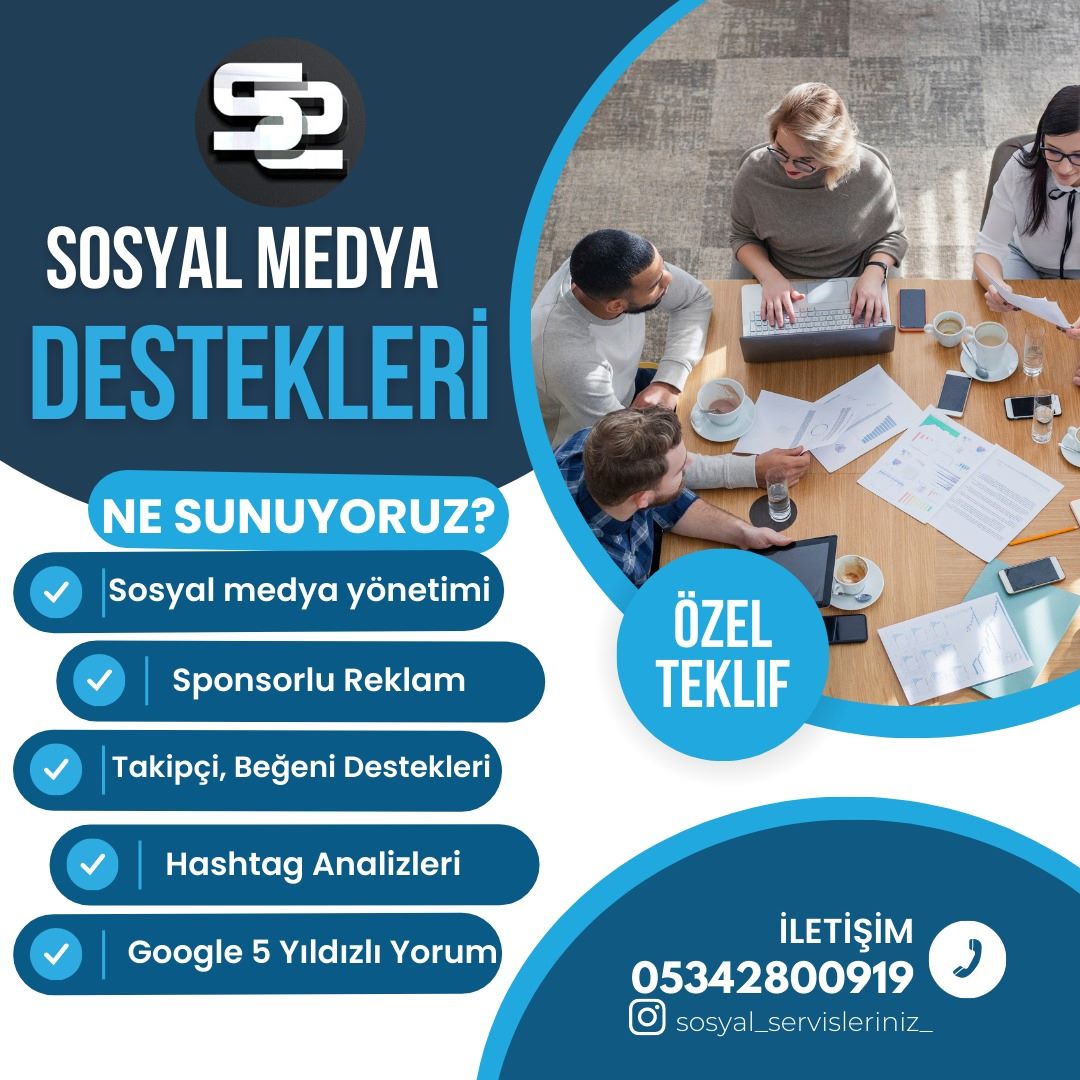 SOSYAL MEDYA
DESTEKLERİ
NE SUNUYORUZ?
Sosyal medya yönetimi
Sponsorlu Reklam
Takipçi, Beğeni Destekleri
Hashtag Analizleri
Google 5 Yıldızlı Yorum
ÖZEL
TEKLIF
İLETİŞİM
05342800919
sosyal_servisleriniz_